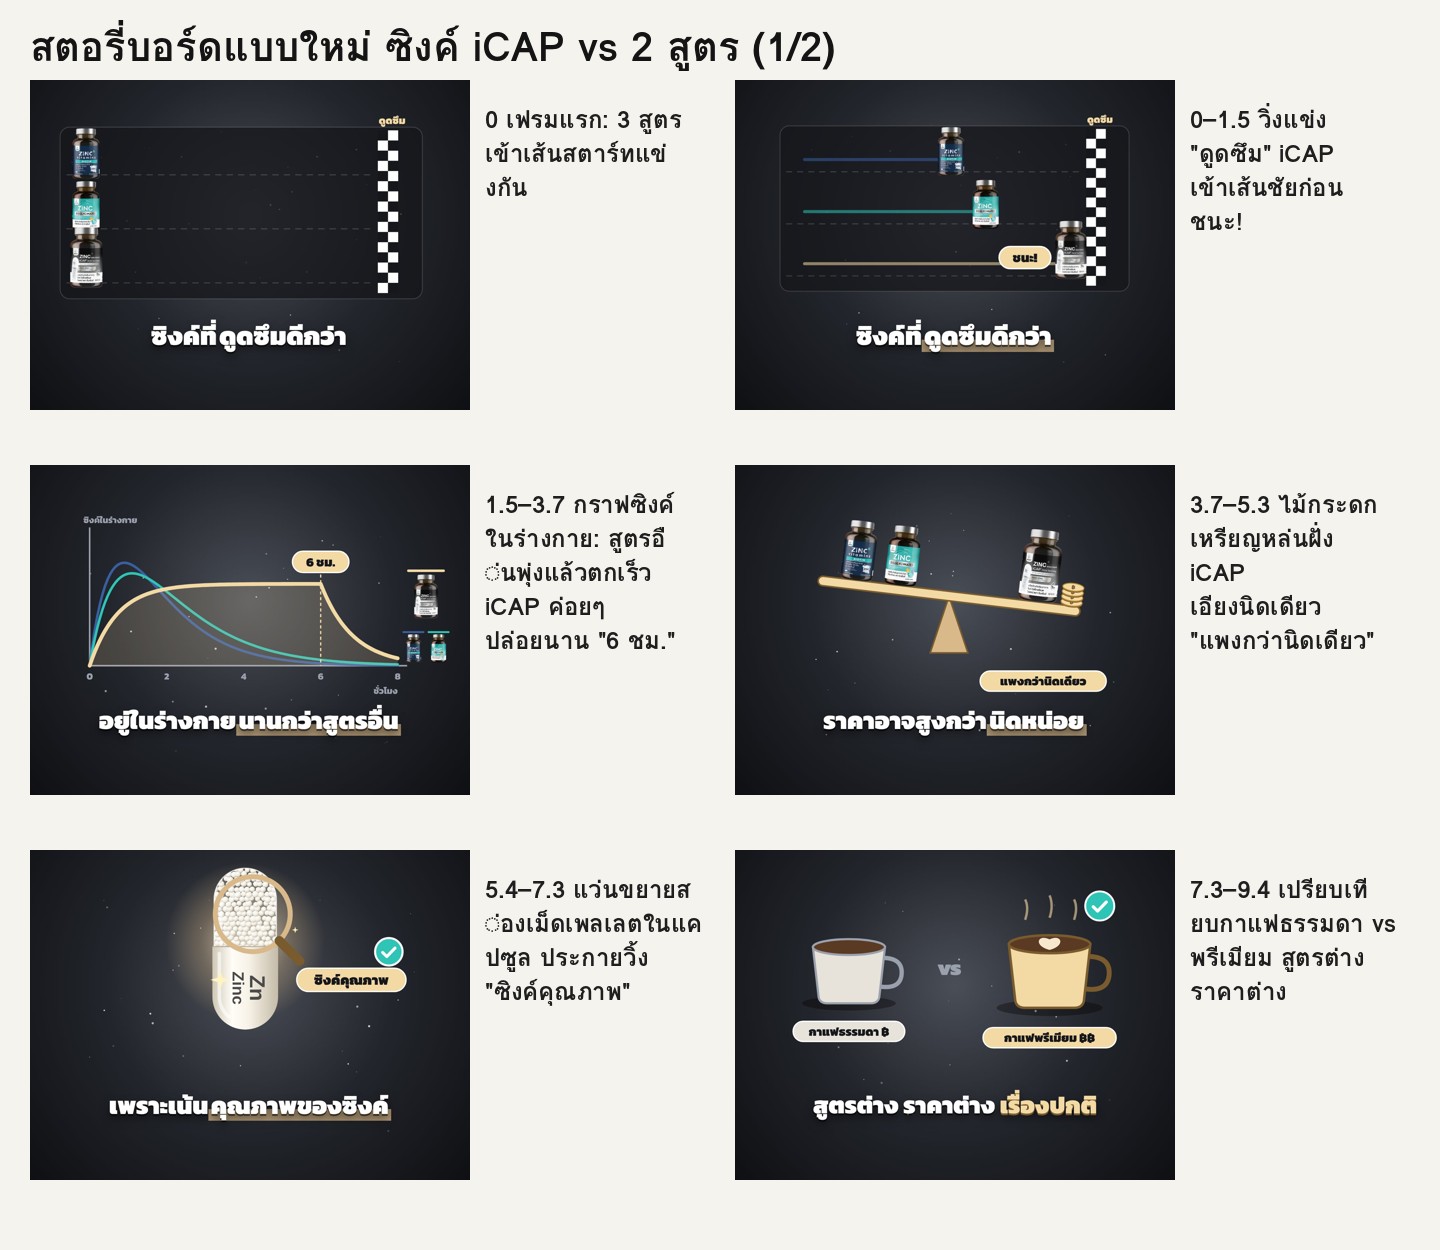 สตอรี่บอร์ดแบบใหม่ ซิงค์ iCAP vs 2 สูตร (1/2)
ดูดซึม
ZINC
ZINC
ZINC
ซิงค์ที่ ดูดซึมดีกว่า
0 เฟรมแรก: 3 สูตร
เข้าเส้นสตาร์ทแข่
งกัน
ดูดซึม
ZINC
ZINC
ZINC
ชนะ!
ซิงค์ที่ ดูดซึมดีกว่า
0–1.5 วิ่งแข่ง
"ดูดซึม" iCAP
เข้าเส้นชัยก่อน
ชนะ!
ซิงค์ในร่างกาย
6 ชม.
0 2 4 6 8
ชั่วโมง
อยู่ในร่างกาย นานกว่าสูตรอื่น
1.5–3.7 กราฟซิงค์
ในร่างกาย: สูตรอื
่นพุ่งแล้วตกเร็ว
iCAP ค่อยๆ
ปล่อยนาน "6 ชม."
ZINC
ZINC
ZINC
แพงกว่านิดเดียว
ราคาอาจสูงกว่า นิดหน่อย
3.7–5.3 ไม้กระดก
เหรียญหล่นฝั่ง
iCAP
เอียงนิดเดียว
"แพงกว่านิดเดียว"
Zn
Zinc
ซิงค์คุณภาพ
เพราะเน้น คุณภาพของซิงค์
5.4–7.3 แว่นขยายส
่องเม็ดเพลเลตในแค
ปซูล ประกายวิ้ง
"ซิงค์คุณภาพ"
vs
กาแฟธรรมดา ฿
กาแฟพรีเมียม ฿฿
สูตรต่าง ราคาต่าง เรื่องปกติ
7.3–9.4 เปรียบเที
ยบกาแฟธรรมดา vs
พรีเมียม สูตรต่าง
ราคาต่าง